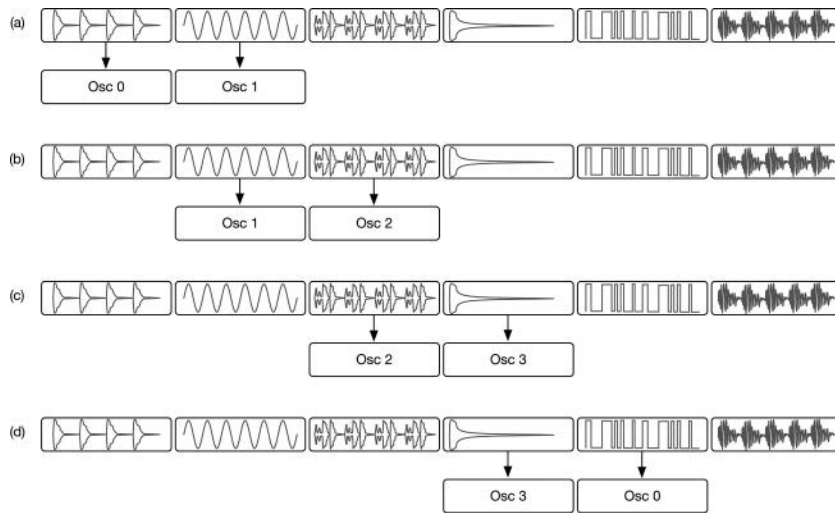 (a)
Osc 0 Osc 1
(b)
Osc 1 Osc 2
(c)
Osc 2 Osc 3
(d)
Osc 3 Osc 0